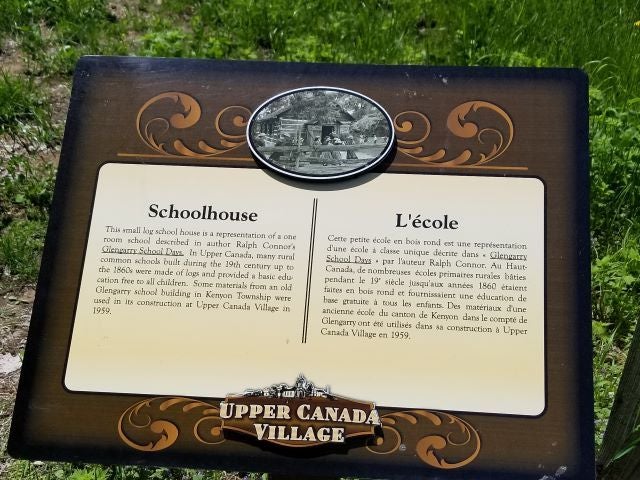 Schoolhouse
This small log school house is a representation of a one
room school described in author Ralph Connor's
Glengarry School Days. In Upper Canada, many rural
common schools built during the 19th century up to
the 1860s were made of logs and provided a basic edu-
cation free to all children. Some materials from an old
Glengarry school building in Kenyon Township were
used in its construction at Upper Canada Village in
1959.
L'école
Cette petite école en bois rond est une représentation
d'une école à classe unique décrite dans « Glengarry
School Days » par l'auteur Ralph Connor. Au Haut-
Canada, de nombreuses écoles primaires rurales bâties
pendant le 19e siècle jusqu'aux années 1860 étaient
faites en bois rond et fournissaient une éducation de
base gratuite à tous les enfants. Des matériaux d'une
ancienne école du canton de Kenyon dans le compté de
Glengarry ont été utilisés dans sa construction à Upper
Canada Village en 1959.
UPPER CANADA
VILLAGE